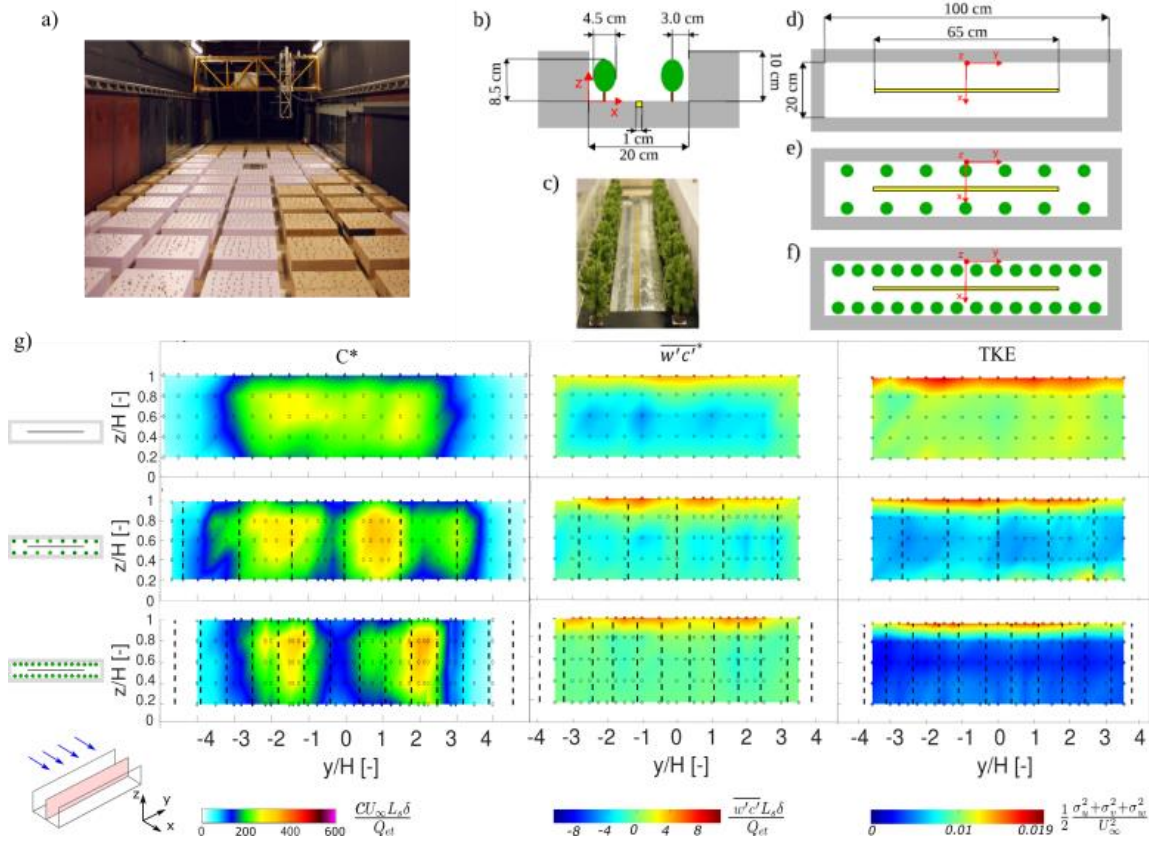 a)
b)
4.5 cm
3.0 cm
8.5 cm
10 cm
z
x
1 cm
20 cm
c)
d)
100 cm
65 cm
20 cm
z
y
x
e)
z
y
x
f)
z
y
x
g)
C*
w′c′*
TKE
z/H [-]
1
0.8
0.6
0.4
0.2
0
z/H [-]
1
0.8
0.6
0.4
0.2
0
z/H [-]
1
0.8
0.6
0.4
0.2
0
-4 -3 -2 -1 0 1 2 3 4
-4 -3 -2 -1 0 1 2 3 4
-4 -3 -2 -1 0 1 2 3 4
y/H [-]
y/H [-]
y/H [-]
z
y
x
0 200 400 600
CU∞Lsδ
Qet
-8 -4 0 4 8
w′c′Lsδ
Qet
0 0.01 0.019
1 σu² + σv² + σw²
2 U∞²